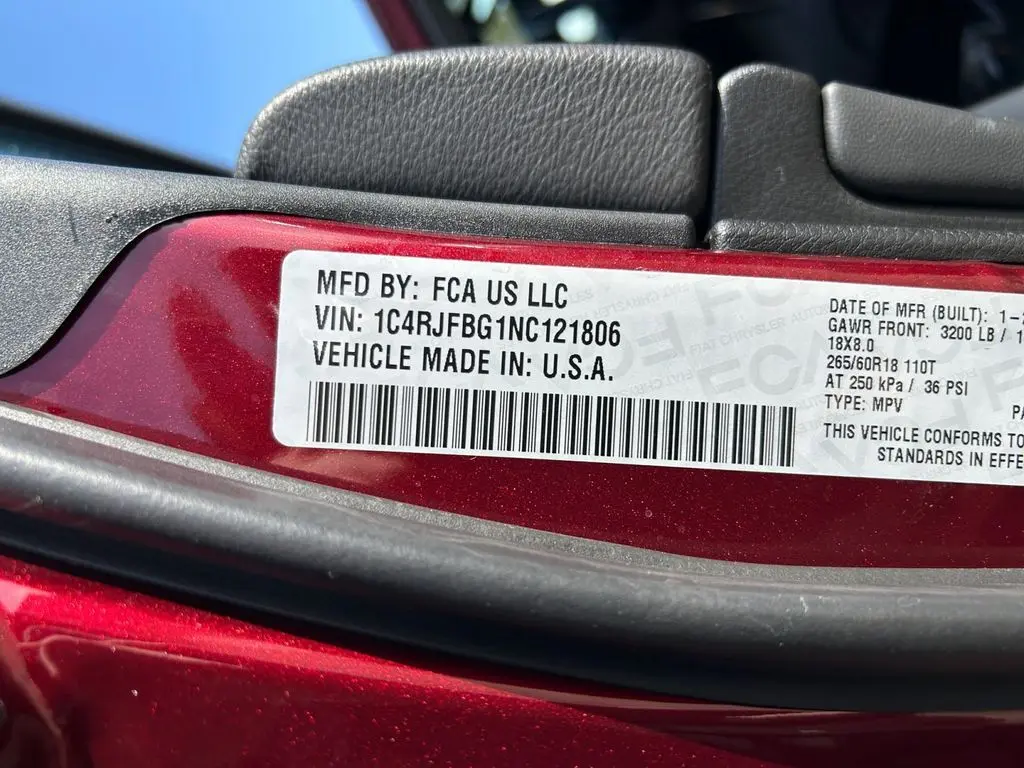 MFD BY: FCA US LLC
VIN: 1C4RJFBG1NC121806
VEHICLE MADE IN: U.S.A.
DATE OF MFR (BUILT): 1-
GAWR FRONT: 3200 LB /
18X8.0
265/60R18 110T
AT 250 kPa / 36 PSI
TYPE: MPV
THIS VEHICLE CONFORMS TO
STANDARDS IN